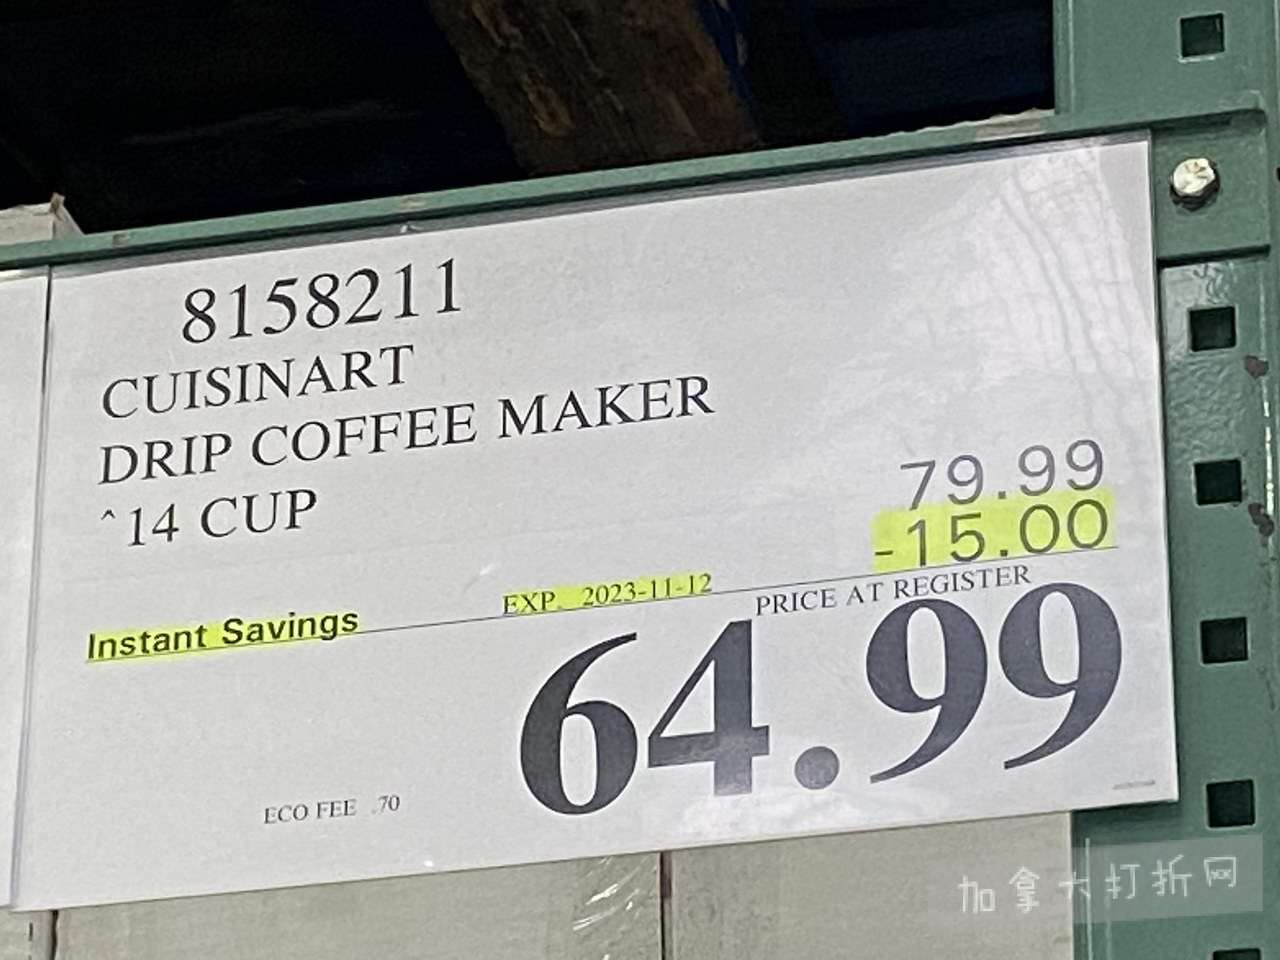 8158211
CUISINART
DRIP COFFEE MAKER
^14 CUP
79.99
-15.00
Instant Savings
EXP. 2023-11-12
PRICE AT REGISTER
64.99
ECO FEE .70
加拿大打折网